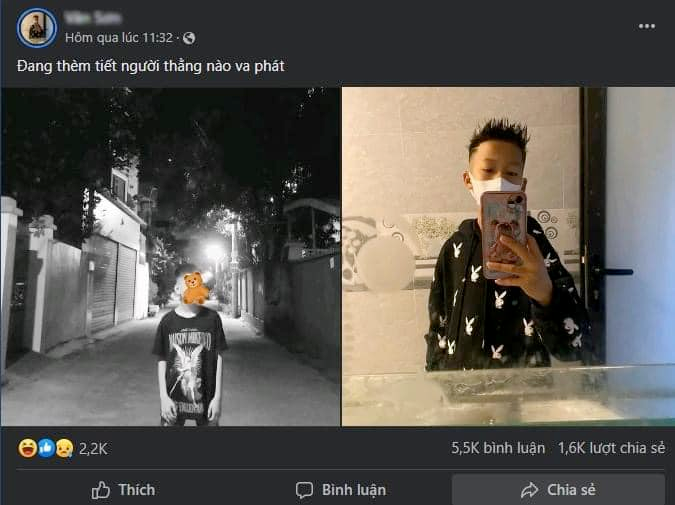 Hôm qua lúc 11:32
Đang thèm tiết người thằng nào va phát
2,2K
5,5K bình luận 1,6K lượt chia sẻ
Thích
Bình luận
Chia sẻ